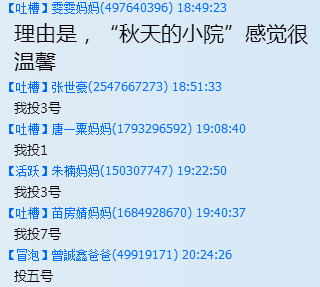 【吐槽】雯雯妈妈(497640396) 18:49:23
理由是，“秋天的小院”感觉很
温馨
【吐槽】张世豪(2547667273) 18:51:33
我投3号
【吐槽】唐一粟妈妈(1793296592) 19:08:40
我投1
【活跃】朱楠妈妈(150307747) 19:22:50
我投3号
【吐槽】苗房婧妈妈(1684928670) 19:40:37
我投7号
【冒泡】曾誠鑫爸爸(49919171) 20:24:26
投五号